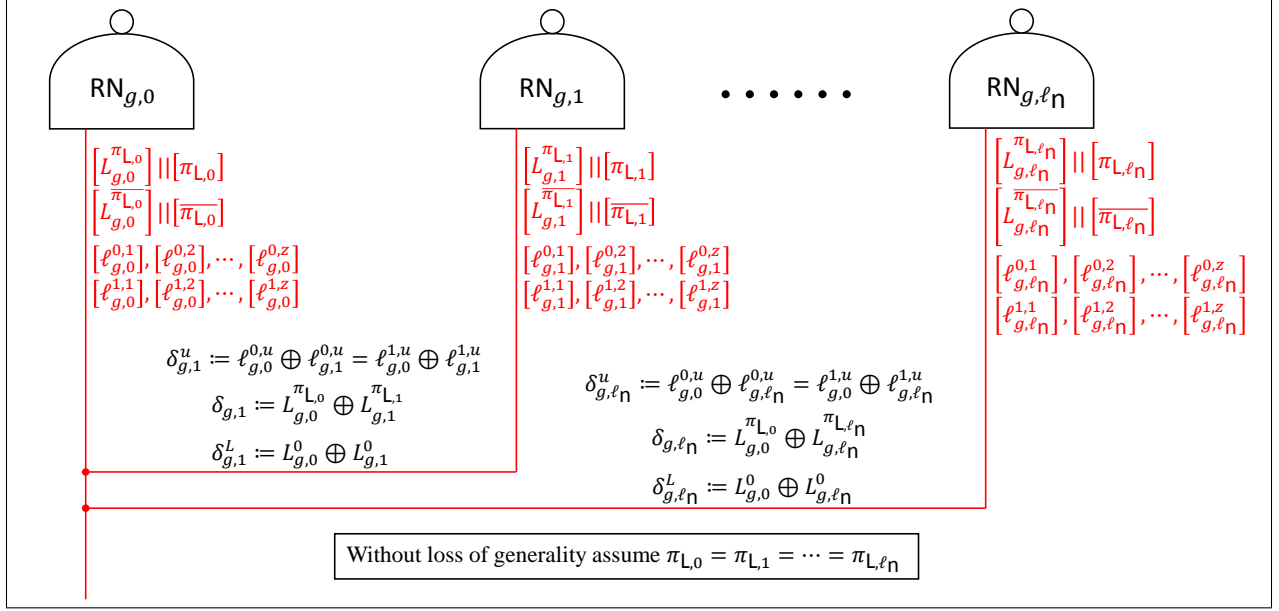 RN_{g,0}
RN_{g,1}
......
RN_{g,ℓ_n}
[L_{g,0}^{π_{L,0}}] || [π_{L,0}]
[L_{g,0}^{\overline{π_{L,0}}}] || [\overline{π_{L,0}}]
[ℓ_{g,0}^{0,1}], [ℓ_{g,0}^{0,2}], ⋯, [ℓ_{g,0}^{0,z}]
[ℓ_{g,0}^{1,1}], [ℓ_{g,0}^{1,2}], ⋯, [ℓ_{g,0}^{1,z}]
[L_{g,1}^{π_{L,1}}] || [π_{L,1}]
[L_{g,1}^{\overline{π_{L,1}}}] || [\overline{π_{L,1}}]
[ℓ_{g,1}^{0,1}], [ℓ_{g,1}^{0,2}], ⋯, [ℓ_{g,1}^{0,z}]
[ℓ_{g,1}^{1,1}], [ℓ_{g,1}^{1,2}], ⋯, [ℓ_{g,1}^{1,z}]
[L_{g,ℓ_n}^{π_{L,ℓ_n}}] || [π_{L,ℓ_n}]
[L_{g,ℓ_n}^{\overline{π_{L,ℓ_n}}}] || [\overline{π_{L,ℓ_n}}]
[ℓ_{g,ℓ_n}^{0,1}], [ℓ_{g,ℓ_n}^{0,2}], ⋯, [ℓ_{g,ℓ_n}^{0,z}]
[ℓ_{g,ℓ_n}^{1,1}], [ℓ_{g,ℓ_n}^{1,2}], ⋯, [ℓ_{g,ℓ_n}^{1,z}]
δ_{g,1}^{u} ≔ ℓ_{g,0}^{0,u} ⊕ ℓ_{g,1}^{0,u} = ℓ_{g,0}^{1,u} ⊕ ℓ_{g,1}^{1,u}
δ_{g,1} ≔ L_{g,0}^{π_{L,0}} ⊕ L_{g,1}^{π_{L,1}}
δ_{g,1}^{L} ≔ L_{g,0}^{0} ⊕ L_{g,1}^{0}
δ_{g,ℓ_n}^{u} ≔ ℓ_{g,0}^{0,u} ⊕ ℓ_{g,ℓ_n}^{0,u} = ℓ_{g,0}^{1,u} ⊕ ℓ_{g,ℓ_n}^{1,u}
δ_{g,ℓ_n} ≔ L_{g,0}^{π_{L,0}} ⊕ L_{g,ℓ_n}^{π_{L,ℓ_n}}
δ_{g,ℓ_n}^{L} ≔ L_{g,0}^{0} ⊕ L_{g,ℓ_n}^{0}
Without loss of generality assume π_{L,0} = π_{L,1} = ⋯ = π_{L,ℓ_n}